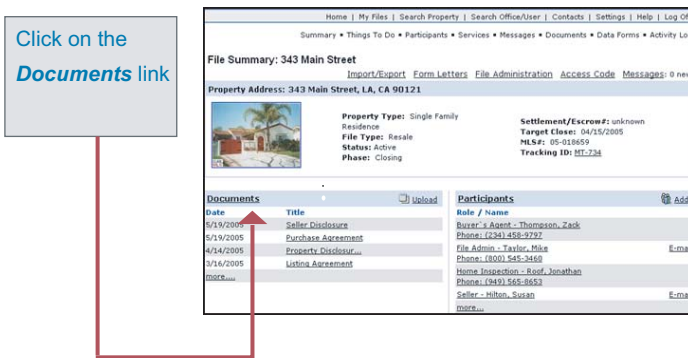 Click on the
Documents link
Home | My Files | Search Property | Search Office/User | Contacts | Settings | Help | Log Of
Summary • Things To Do • Participants • Services • Messages • Documents • Data Forms • Activity Lo
File Summary: 343 Main Street
Import/Export Form Letters File Administration Access Code Messages: 0 ne
Property Address: 343 Main Street, LA, CA 90121
Property Type: Single Family
Residence
File Type: Resale
Status: Active
Phase: Closing
Settlement/Escrow#: unknown
Target Close: 04/15/2005
MLS#: 05-018659
Tracking ID: MT-734
Documents Upload
Date Title
5/19/2005 Seller Disclosure
5/19/2005 Purchase Agreement
4/14/2005 Property Disclosur...
3/16/2005 Listing Agreement
more....
Participants Add
Role / Name
Buyer's Agent - Thompson, Zack
Phone: (234) 458-9797
File Admin - Taylor, Mike E-ma
Phone: (800) 545-3460
Home Inspection - Roof, Jonathan
Phone: (949) 565-8653
Seller - Hilton, Susan E-ma
more...